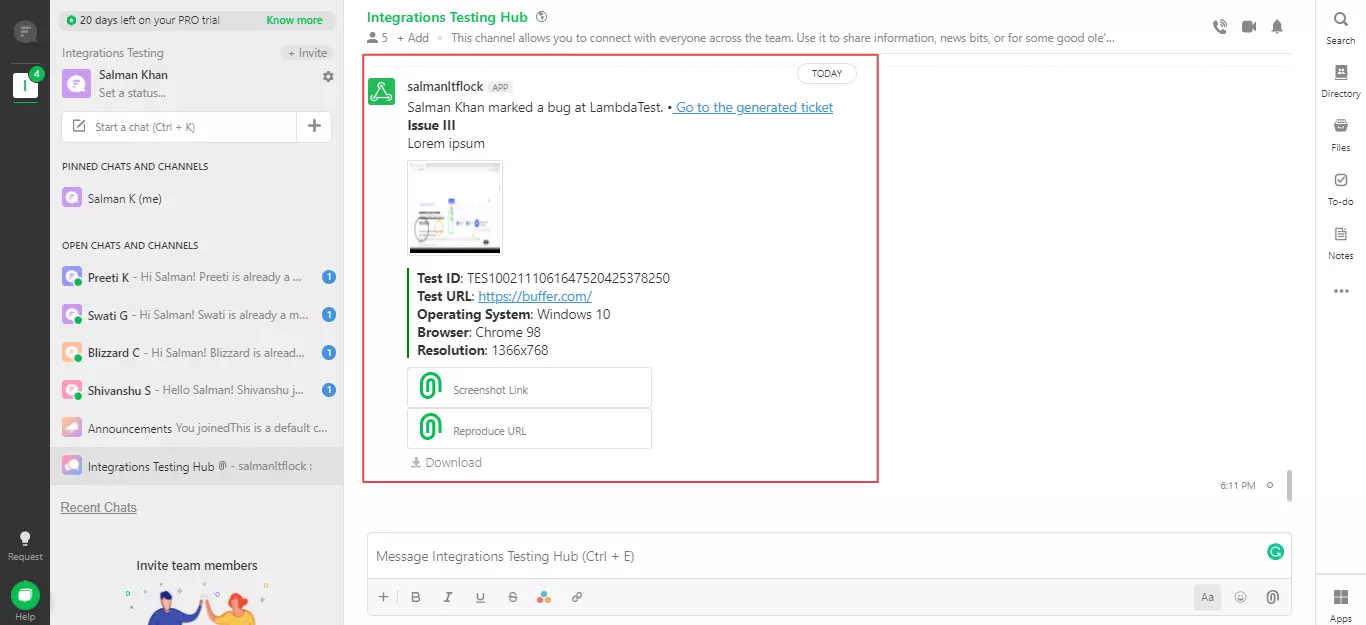 20 days left on your PRO trial
Know more
Integrations Testing
+ Invite
4
I
Salman Khan
Set a status...
Start a chat (Ctrl + K)
PINNED CHATS AND CHANNELS
Salman K (me)
OPEN CHATS AND CHANNELS
Preeti K - Hi Salman! Preeti is already a ... 1
Swati G - Hi Salman! Swati is already a m... 1
Blizzard C - Hi Salman! Blizzard is alread... 1
Shivanshu S - Hello Salman! Shivanshu j... 1
Announcements You joinedThis is a default c...
Integrations Testing Hub @ - salmanltflock :
Recent Chats
Invite team members
Request
Help
Integrations Testing Hub
5 + Add • This channel allows you to connect with everyone across the team. Use it to share information, news bits, or for some good ole'...
TODAY
salmanltflock APP
Salman Khan marked a bug at LambdaTest. • Go to the generated ticket
Issue III
Lorem ipsum
Test ID: TES1002111061647520425378250
Test URL: https://buffer.com/
Operating System: Windows 10
Browser: Chrome 98
Resolution: 1366x768
Screenshot Link
Reproduce URL
Download
6:11 PM
Message Integrations Testing Hub (Ctrl + E)
B I U S Aa
Search
Directory
Files
To-do
Notes
Apps